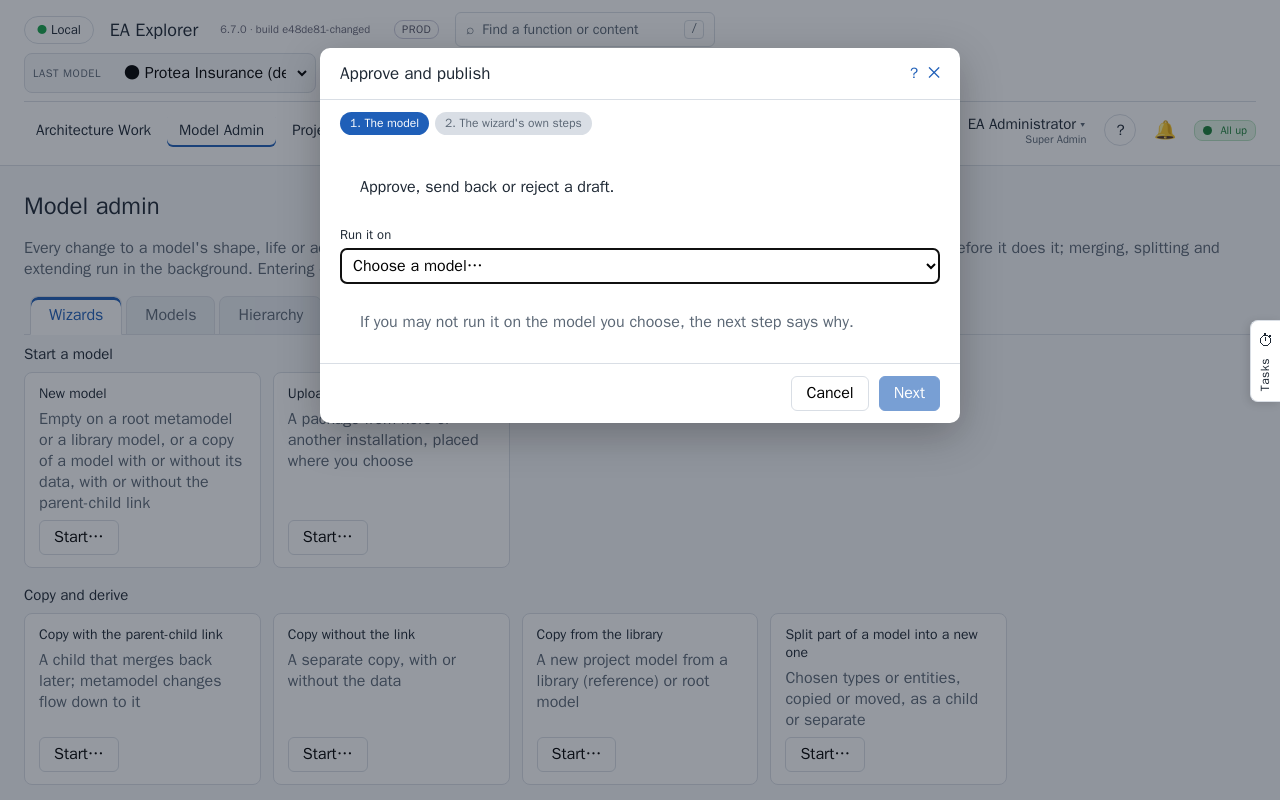 Local
EA Explorer
6.7.0 · build e48de81-changed
PROD
Find a function or content
/
LAST MODEL
Protea Insurance (de
Approve and publish
?
1. The model
2. The wizard's own steps
Approve, send back or reject a draft.
Run it on
Choose a model…
If you may not run it on the model you choose, the next step says why.
Cancel
Next
Architecture Work
Model Admin
Proje
EA Administrator
Super Admin
?
All up
Model admin
Every change to a model's shape, life or
efore it does it; merging, splitting and
extending run in the background. Entering
Wizards
Models
Hierarchy
Tasks
Start a model
New model
Empty on a root metamodel
or a library model, or a copy
of a model with or without its
data, with or without the
parent-child link
Start…
another installation, placed
where you choose
Start…
Copy and derive
Copy with the parent-child link
A child that merges back
later; metamodel changes
flow down to it
Start…
Copy without the link
A separate copy, with or
without the data
Start…
Copy from the library
A new project model from a
library (reference) or root
model
Start…
Split part of a model into a new
one
Chosen types or entities,
copied or moved, as a child
or separate
Start…